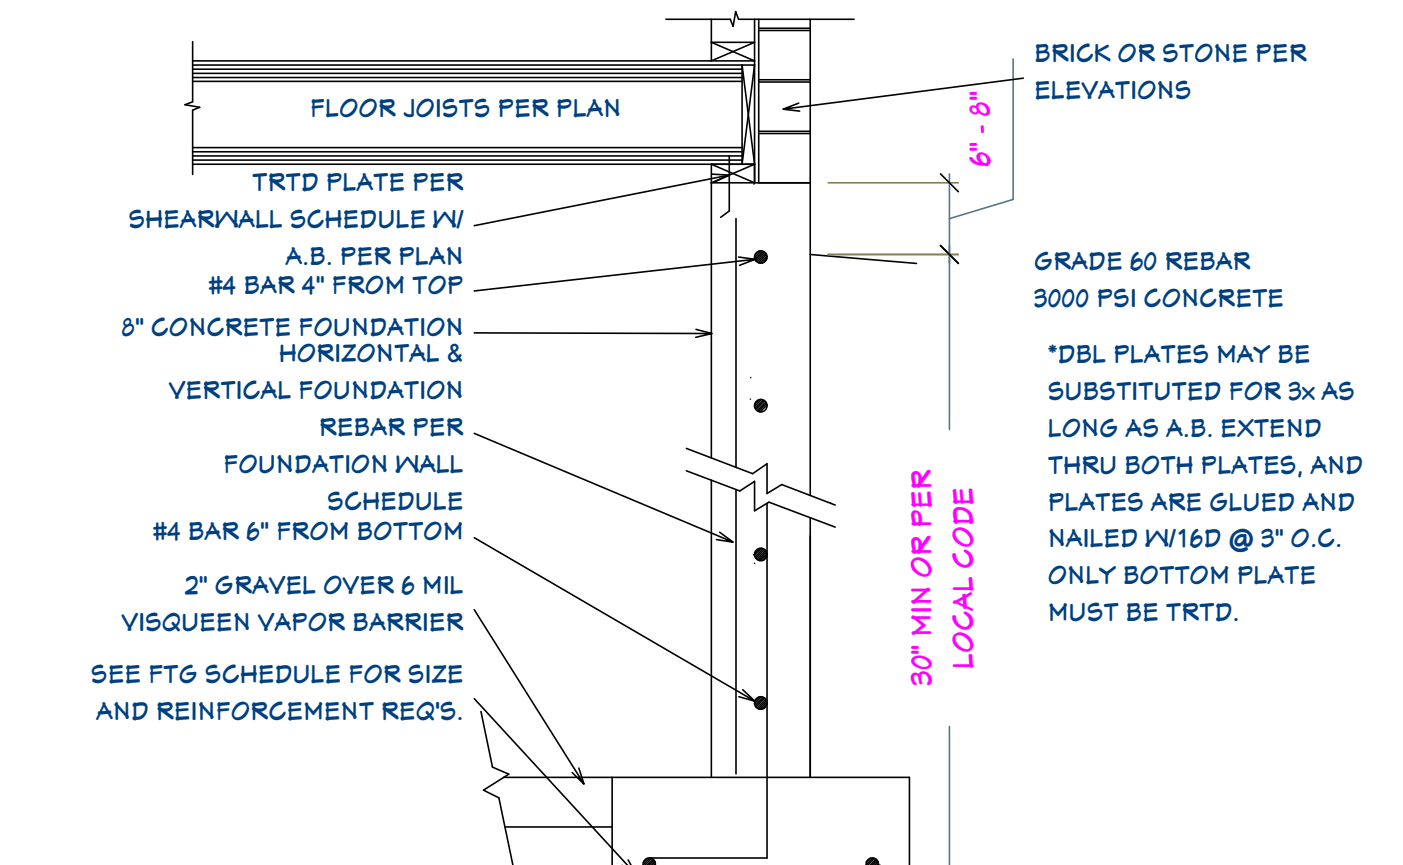 BRICK OR STONE PER
ELEVATIONS
FLOOR JOISTS PER PLAN
6" - 8"
TRTD PLATE PER
SHEARWALL SCHEDULE W/
A.B. PER PLAN
#4 BAR 4" FROM TOP
8" CONCRETE FOUNDATION
HORIZONTAL &
VERTICAL FOUNDATION
REBAR PER
FOUNDATION WALL
SCHEDULE
#4 BAR 6" FROM BOTTOM
2" GRAVEL OVER 6 MIL
VISQUEEN VAPOR BARRIER
SEE FTG SCHEDULE FOR SIZE
AND REINFORCEMENT REQ'S.
30" MIN OR PER
LOCAL CODE
GRADE 60 REBAR
3000 PSI CONCRETE
*DBL PLATES MAY BE
SUBSTITUTED FOR 3x AS
LONG AS A.B. EXTEND
THRU BOTH PLATES, AND
PLATES ARE GLUED AND
NAILED W/16D @ 3" O.C.
ONLY BOTTOM PLATE
MUST BE TRTD.